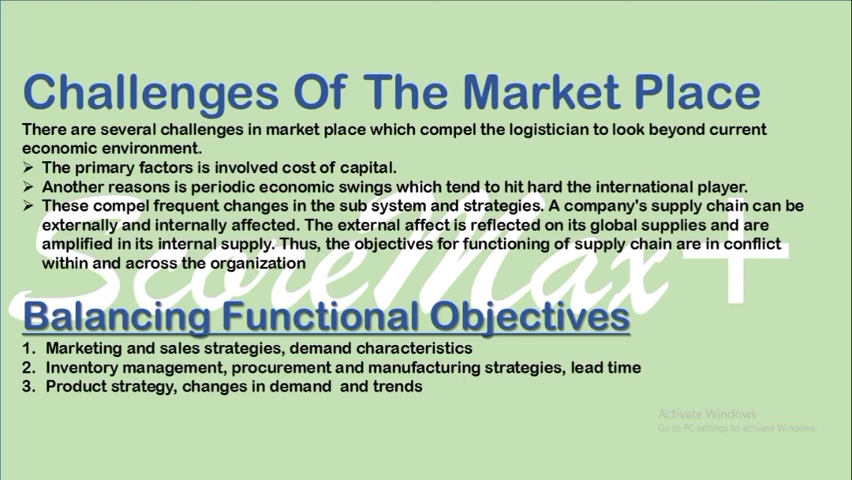 Challenges Of The Market Place
There are several challenges in market place which compel the logistician to look beyond current
economic environment.
➢ The primary factors is involved cost of capital.
➢ Another reasons is periodic economic swings which tend to hit hard the international player.
➢ These compel frequent changes in the sub system and strategies. A company's supply chain can be
externally and internally affected. The external affect is reflected on its global supplies and are
amplified in its internal supply. Thus, the objectives for functioning of supply chain are in conflict
within and across the organization
ScoreMax+
Balancing Functional Objectives
1. Marketing and sales strategies, demand characteristics
2. Inventory management, procurement and manufacturing strategies, lead time
3. Product strategy, changes in demand and trends
Activate Windows
Go to PC settings to activate Windows.